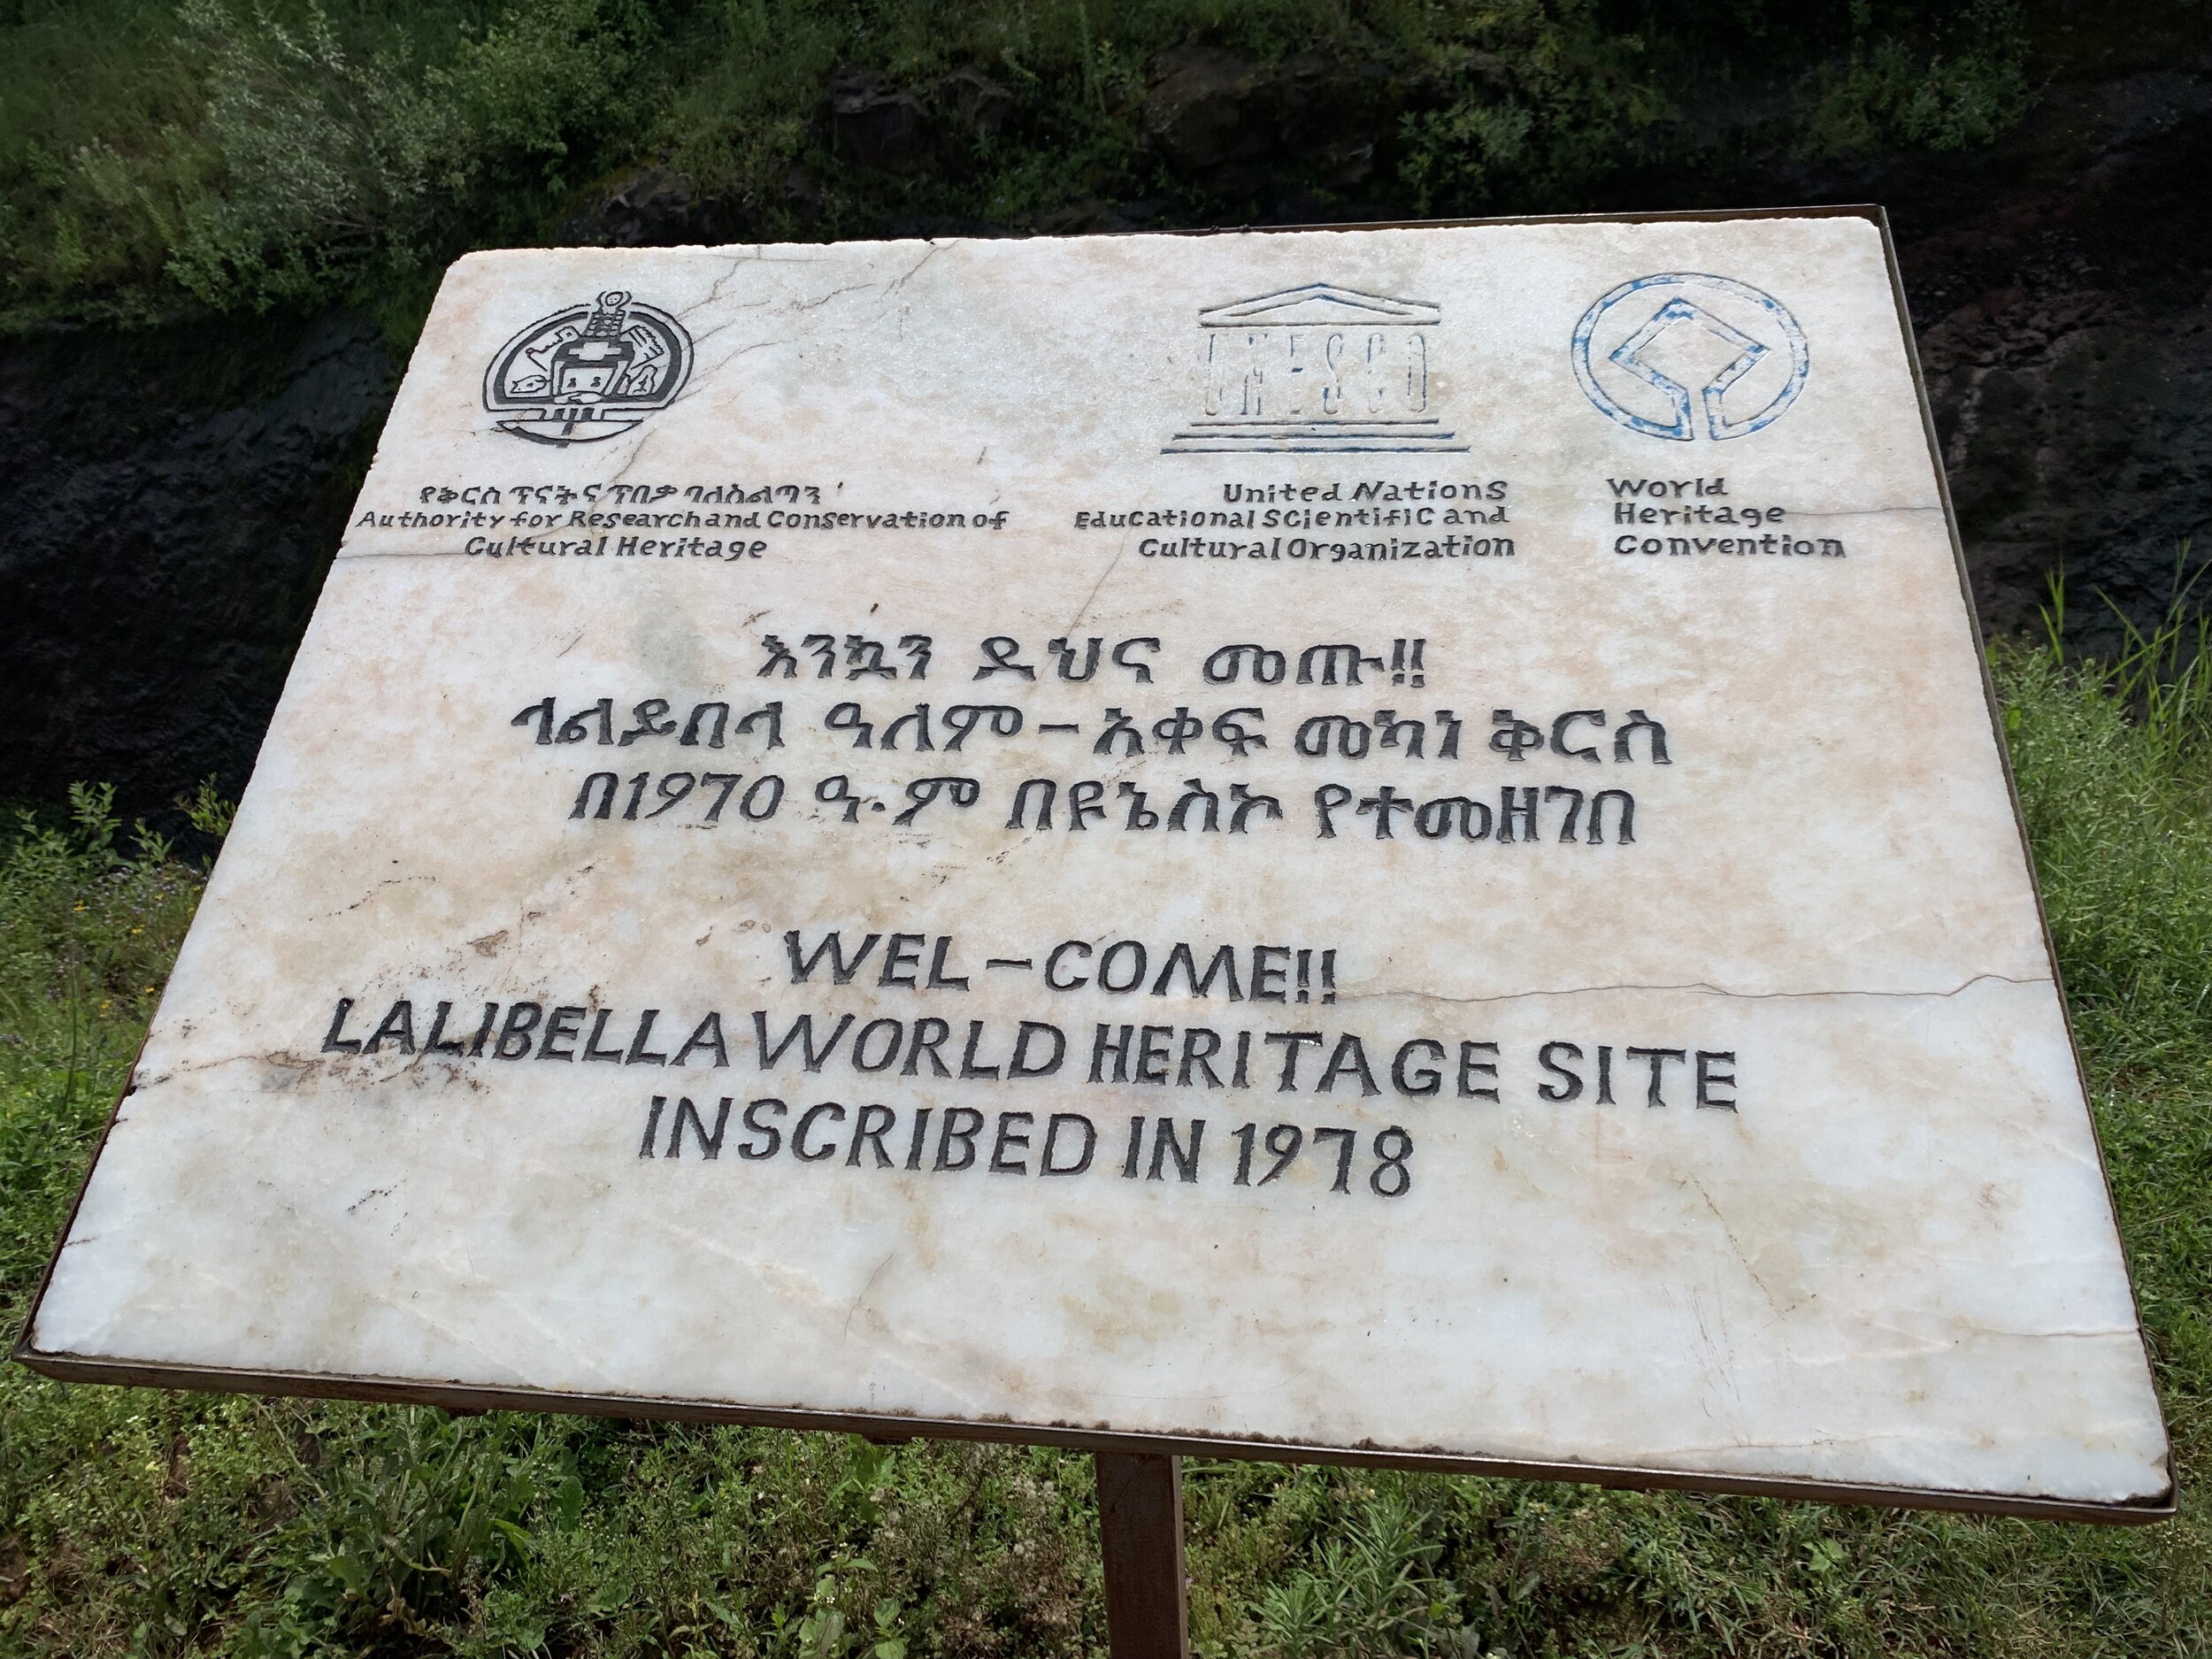 UNESCO
የቅርስ ጥናትና ጥበቃ ባለስልጣን
Authority for Research and Conservation of
Cultural Heritage
United Nations
Educational Scientific and
Cultural Organization
World
Heritage
Convention
እንኳን ደህና መጡ!!
ላልይበላ ዓለም-አቀፍ መካነ ቅርስ
በ1970 ዓ.ም በዩኔስኮ የተመዘገበ
WEL-COME!!
LALIBELLA WORLD HERITAGE SITE
INSCRIBED IN 1978